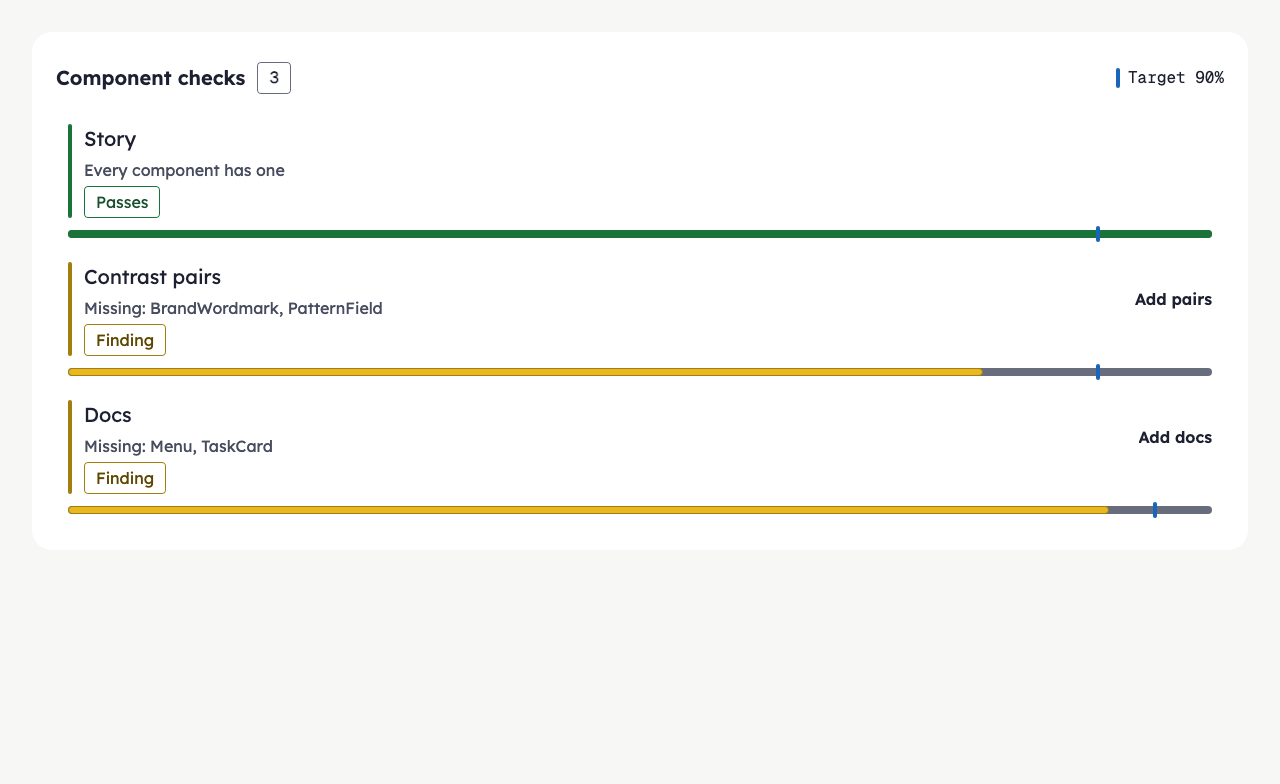 Component checks 3
Target 90%
Story
Every component has one
Passes
Contrast pairs
Missing: BrandWordmark, PatternField
Add pairs
Finding
Docs
Missing: Menu, TaskCard
Add docs
Finding